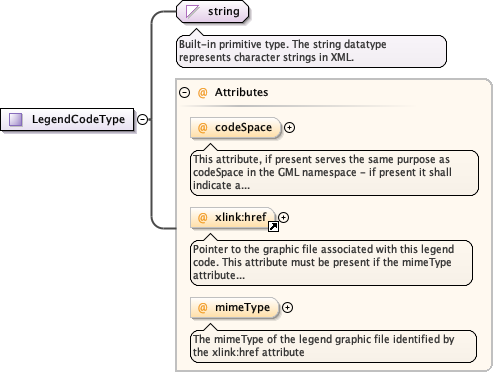 string
Built-in primitive type. The string datatype
represents character strings in XML.
LegendCodeType
@ Attributes
@ codeSpace
This attribute, if present serves the same purpose as
codeSpace in the GML namespace - if present it shall
indicate a...
@ xlink:href
Pointer to the graphic file associated with this legend
code. This attribute must be present if the mimeType
attribute...
@ mimeType
The mimeType of the legend graphic file identified by
the xlink:href attribute